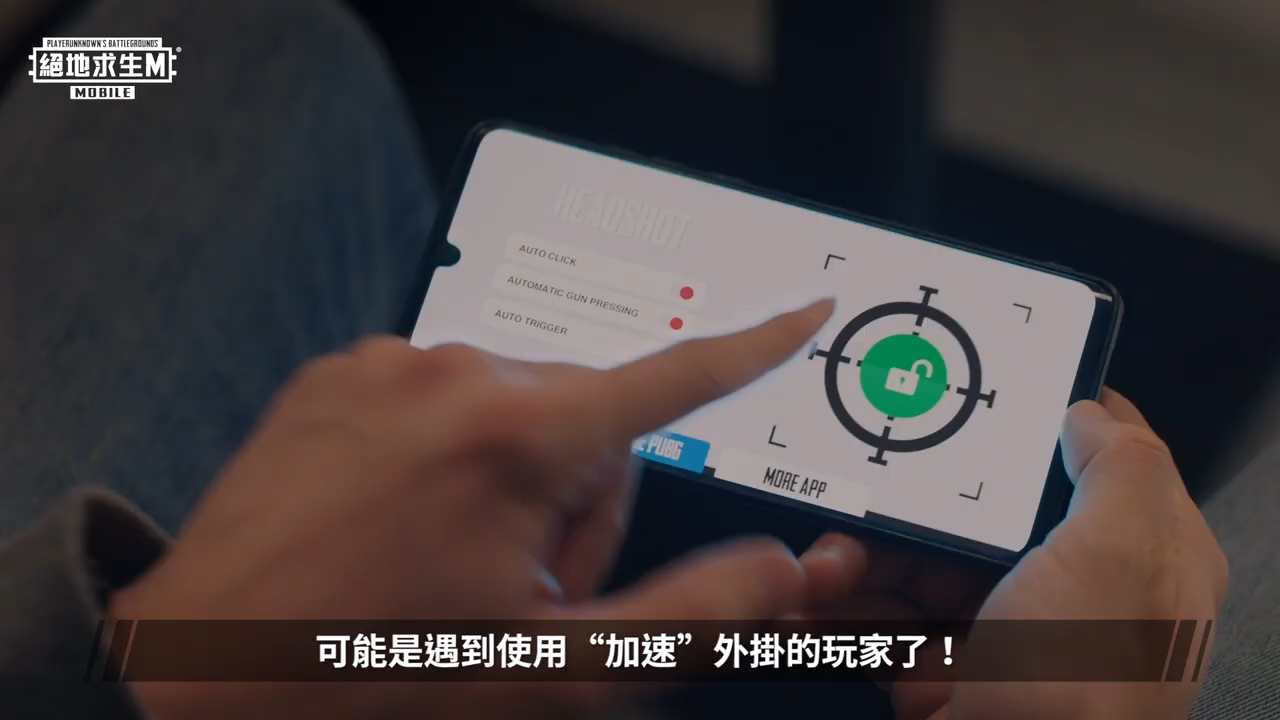 PLAYERUNKNOWN'S BATTLEGROUNDS
絕地求生M
MOBILE
HEADSHOT
AUTO CLICK
AUTOMATIC GUN PRESSING
AUTO TRIGGER
PUBG
MORE APP
可能是遇到使用“加速”外掛的玩家了！